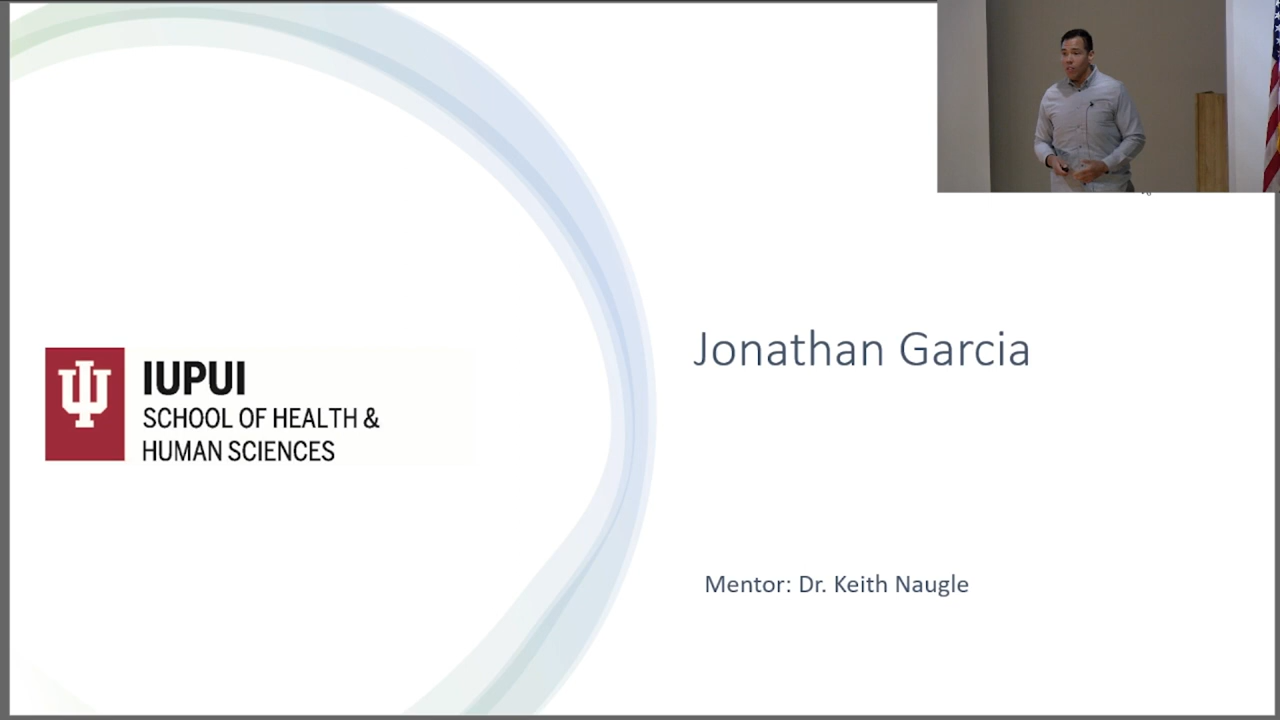 IUPUI
SCHOOL OF HEALTH &
HUMAN SCIENCES
Jonathan Garcia
Mentor: Dr. Keith Naugle